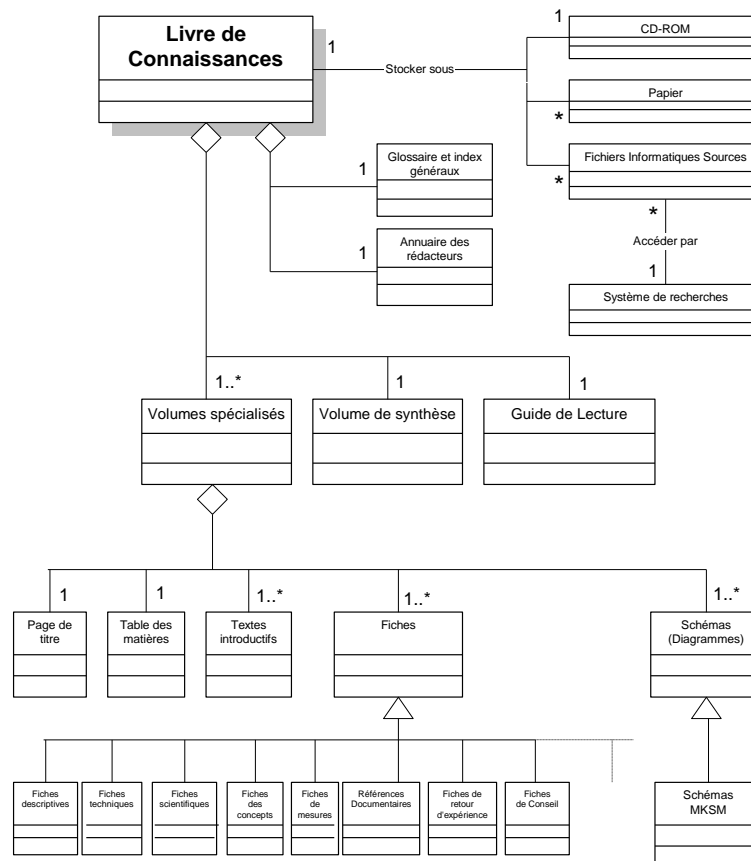 Livre de
Connaissances
1
Stocker sous
1
CD-ROM
Papier
*
Fichiers Informatiques Sources
*
*
Accéder par
1
Système de recherches
1
Glossaire et index
généraux
1
Annuaire des
rédacteurs
1..*
1
1
Volumes spécialisés
Volume de synthèse
Guide de Lecture
1
1
1..*
1..*
1..*
Page de
titre
Table des
matières
Textes
introductifs
Fiches
Schémas
(Diagrammes)
Fiches
descriptives
Fiches
techniques
Fiches
scientifiques
Fiches
des
concepts
Fiches
de
mesures
Références
Documentaires
Fiches de
retour
d'expérience
Fiches
de Conseil
Schémas
MKSM